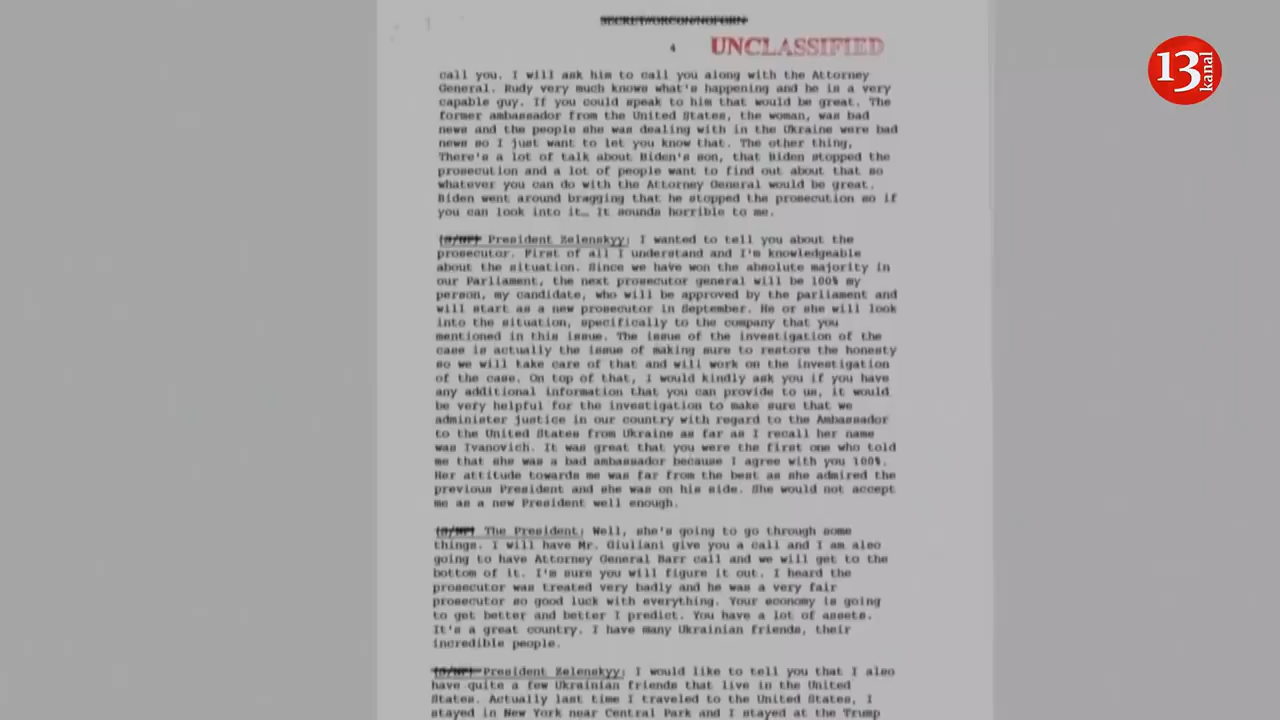 SECRET//ORCON/NOFORN
4 UNCLASSIFIED
13 kanal
call you. I will ask him to call you along with the Attorney
General. Rudy very much knows what's happening and he is a very
capable guy. If you could speak to him that would be great. The
former ambassador from the United States, the woman, was bad
news and the people she was dealing with in the Ukraine were bad
news so I just want to let you know that. The other thing,
There's a lot of talk about Biden's son, that Biden stopped the
prosecution and a lot of people want to find out about that so
whatever you can do with the Attorney General would be great.
Biden went around bragging that he stopped the prosecution so if
you can look into it… It sounds horrible to me.
(S/NF) President Zelenskyy: I wanted to tell you about the
prosecutor. First of all I understand and I'm knowledgeable
about the situation. Since we have won the absolute majority in
our Parliament, the next prosecutor general will be 100% my
person, my candidate, who will be approved by the parliament and
will start as a new prosecutor in September. He or she will look
into the situation, specifically to the company that you
mentioned in this issue. The issue of the investigation of the
case is actually the issue of making sure to restore the honesty
so we will take care of that and will work on the investigation
of the case. On top of that, I would kindly ask you if you have
any additional information that you can provide to us, it would
be very helpful for the investigation to make sure that we
administer justice in our country with regard to the Ambassador
to the United States from Ukraine as far as I recall her name
was Ivanovich. It was great that you were the first one who told
me that she was a bad ambassador because I agree with you 100%.
Her attitude towards me was far from the best as she admired the
previous President and she was on his side. She would not accept
me as a new President well enough.
(S/NF) The President: Well, she's going to go through some
things. I will have Mr. Giuliani give you a call and I am also
going to have Attorney General Barr call and we will get to the
bottom of it. I'm sure you will figure it out. I heard the
prosecutor was treated very badly and he was a very fair
prosecutor so good luck with everything. Your economy is going
to get better and better I predict. You have a lot of assets.
It's a great country. I have many Ukrainian friends, their
incredible people.
(S/NF) President Zelenskyy: I would like to tell you that I also
have quite a few Ukrainian friends that live in the United
States. Actually last time I traveled to the United States, I
stayed in New York near Central Park and I stayed at the Trump